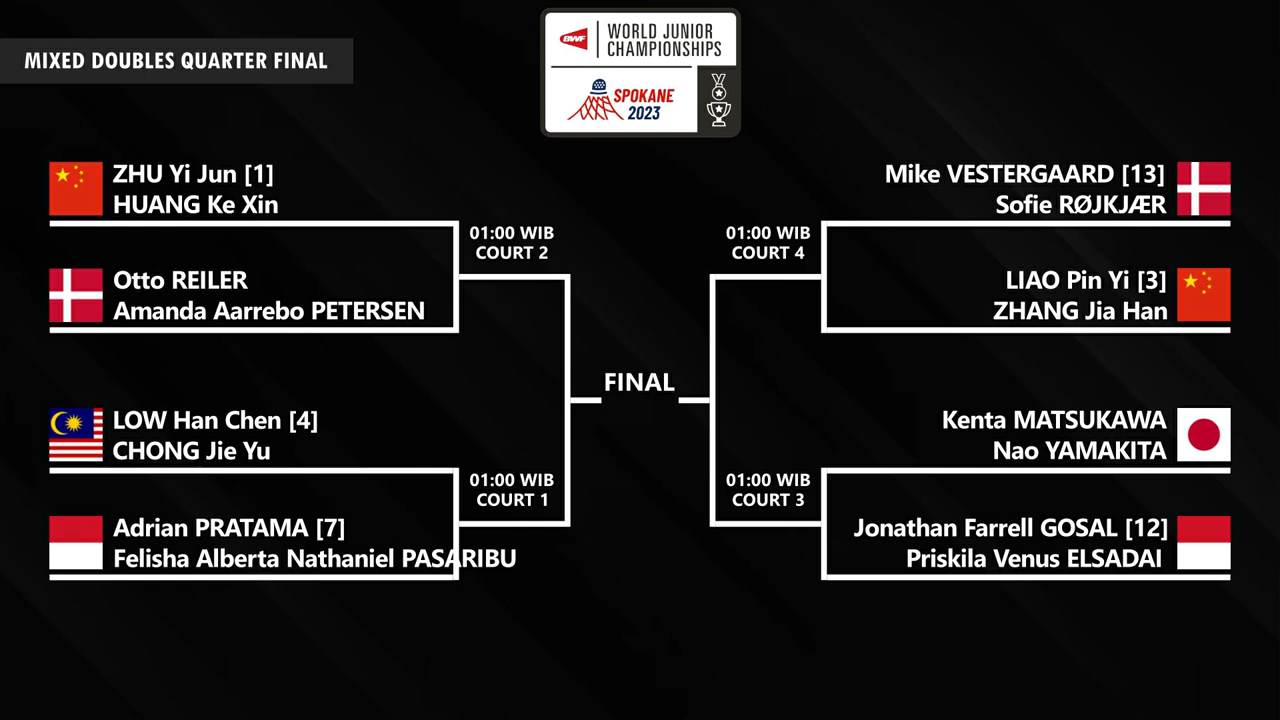 BWF
WORLD JUNIOR
CHAMPIONSHIPS
SPOKANE
2023
MIXED DOUBLES QUARTER FINAL
ZHU Yi Jun [1]
HUANG Ke Xin
01:00 WIB
COURT 2
Otto REILER
Amanda Aarrebo PETERSEN
LOW Han Chen [4]
CHONG Jie Yu
01:00 WIB
COURT 1
Adrian PRATAMA [7]
Felisha Alberta Nathaniel PASARIBU
FINAL
Mike VESTERGAARD [13]
Sofie RØJKJÆR
01:00 WIB
COURT 4
LIAO Pin Yi [3]
ZHANG Jia Han
Kenta MATSUKAWA
Nao YAMAKITA
01:00 WIB
COURT 3
Jonathan Farrell GOSAL [12]
Priskila Venus ELSADAI